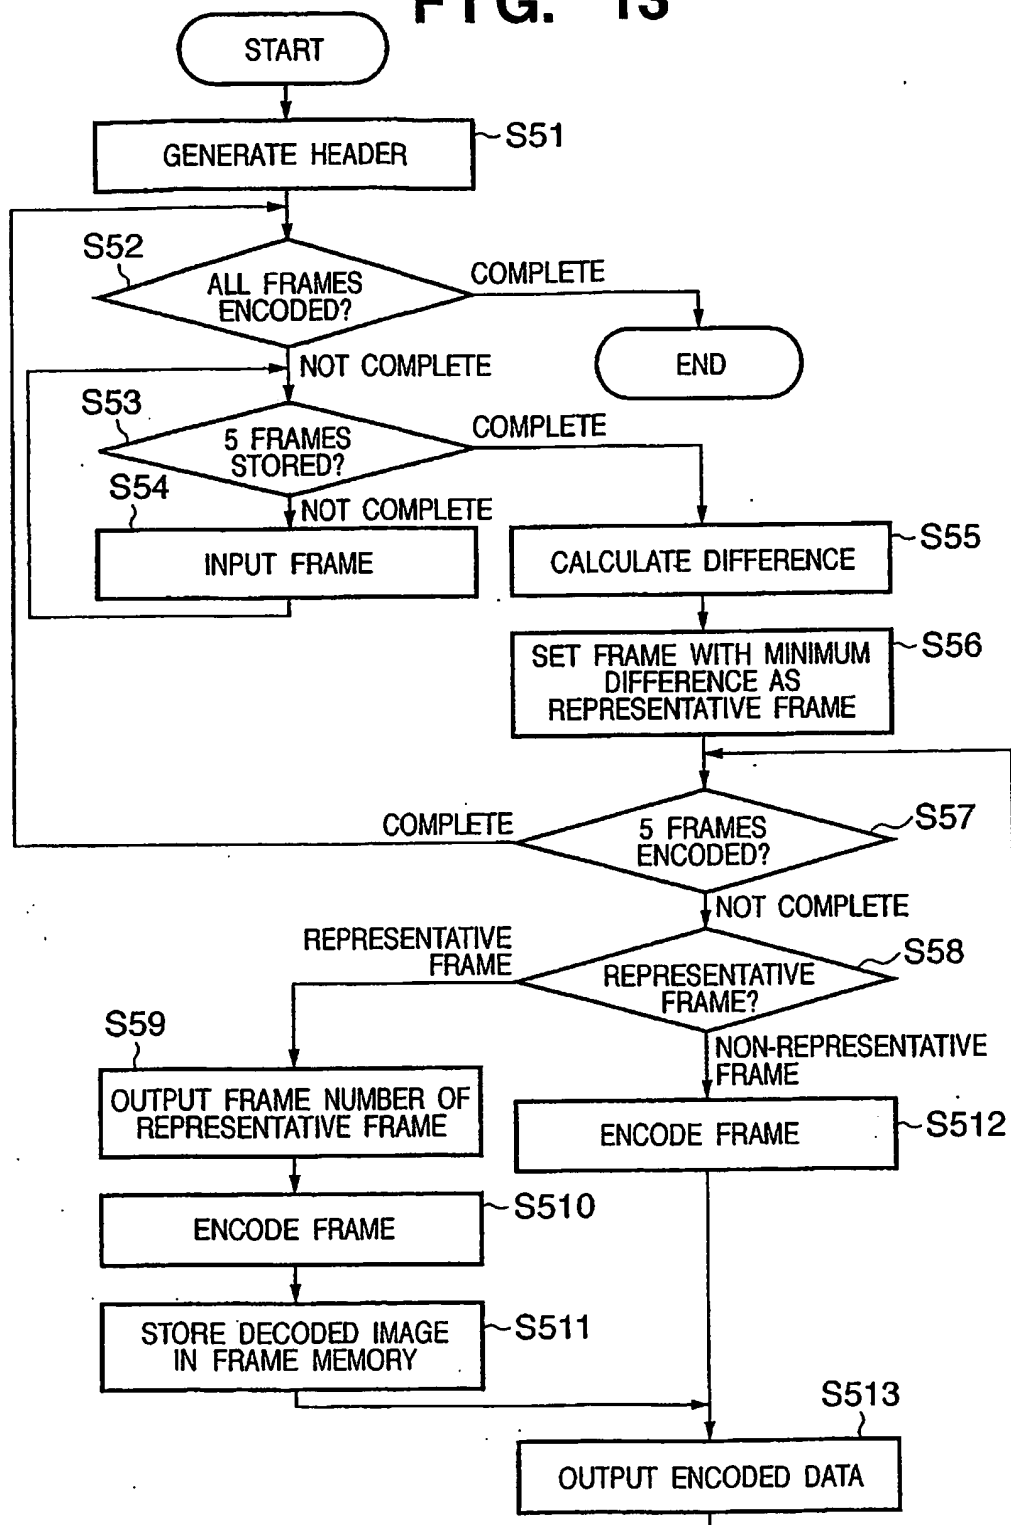 FIG. 13
START
GENERATE HEADER
S51
S52
ALL FRAMES
ENCODED?
COMPLETE
END
NOT COMPLETE
S53
5 FRAMES
STORED?
COMPLETE
S54
NOT COMPLETE
INPUT FRAME
CALCULATE DIFFERENCE
S55
SET FRAME WITH MINIMUM
DIFFERENCE AS
REPRESENTATIVE FRAME
S56
COMPLETE
5 FRAMES
ENCODED?
S57
NOT COMPLETE
REPRESENTATIVE
FRAME
REPRESENTATIVE
FRAME?
S58
S59
NON-REPRESENTATIVE
FRAME
OUTPUT FRAME NUMBER OF
REPRESENTATIVE FRAME
ENCODE FRAME
S512
ENCODE FRAME
S510
STORE DECODED IMAGE
IN FRAME MEMORY
S511
S513
OUTPUT ENCODED DATA